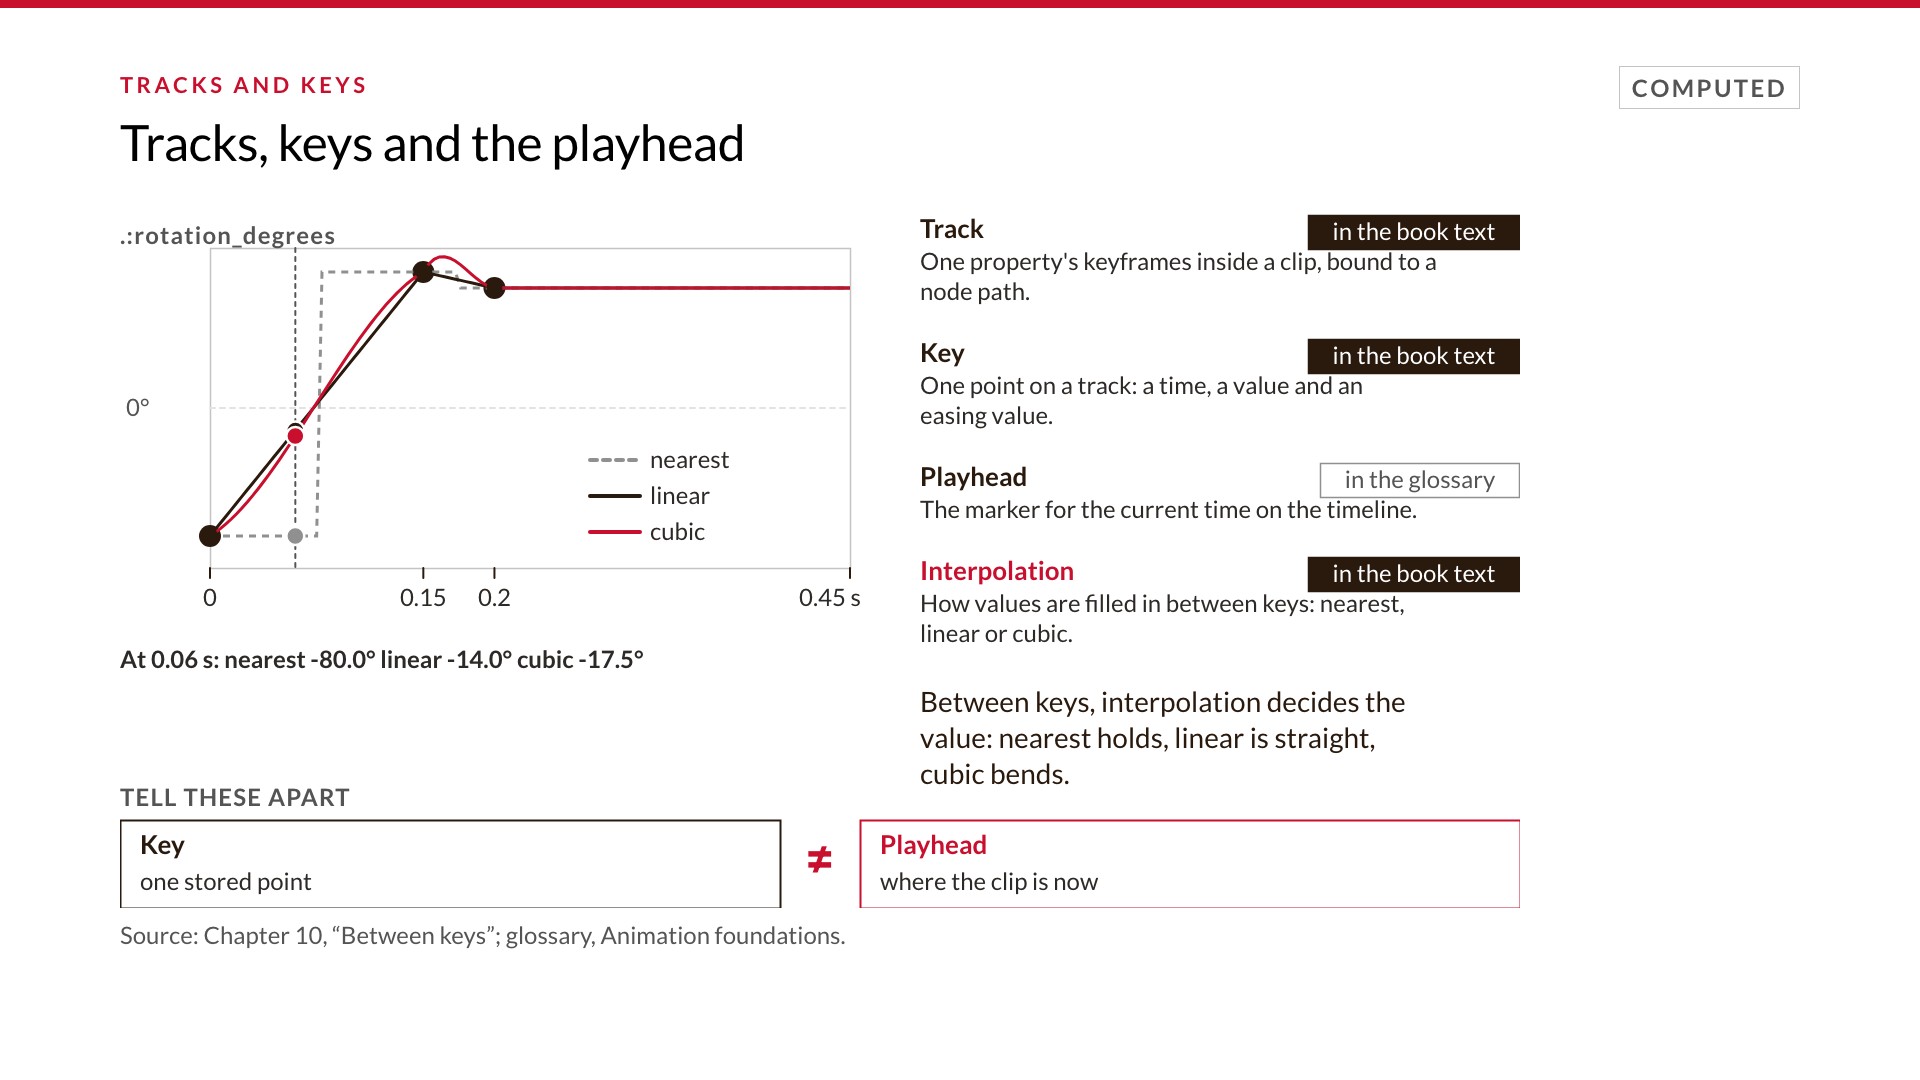 TRACKS AND KEYS
COMPUTED
Tracks, keys and the playhead
.:rotation_degrees
0°
nearest
linear
cubic
0
0.15
0.2
0.45 s
At 0.06 s: nearest -80.0° linear -14.0° cubic -17.5°
Track
in the book text
One property's keyframes inside a clip, bound to a
node path.
Key
in the book text
One point on a track: a time, a value and an
easing value.
Playhead
in the glossary
The marker for the current time on the timeline.
Interpolation
in the book text
How values are filled in between keys: nearest,
linear or cubic.
Between keys, interpolation decides the
value: nearest holds, linear is straight,
cubic bends.
TELL THESE APART
Key
one stored point
≠
Playhead
where the clip is now
Source: Chapter 10, “Between keys”; glossary, Animation foundations.